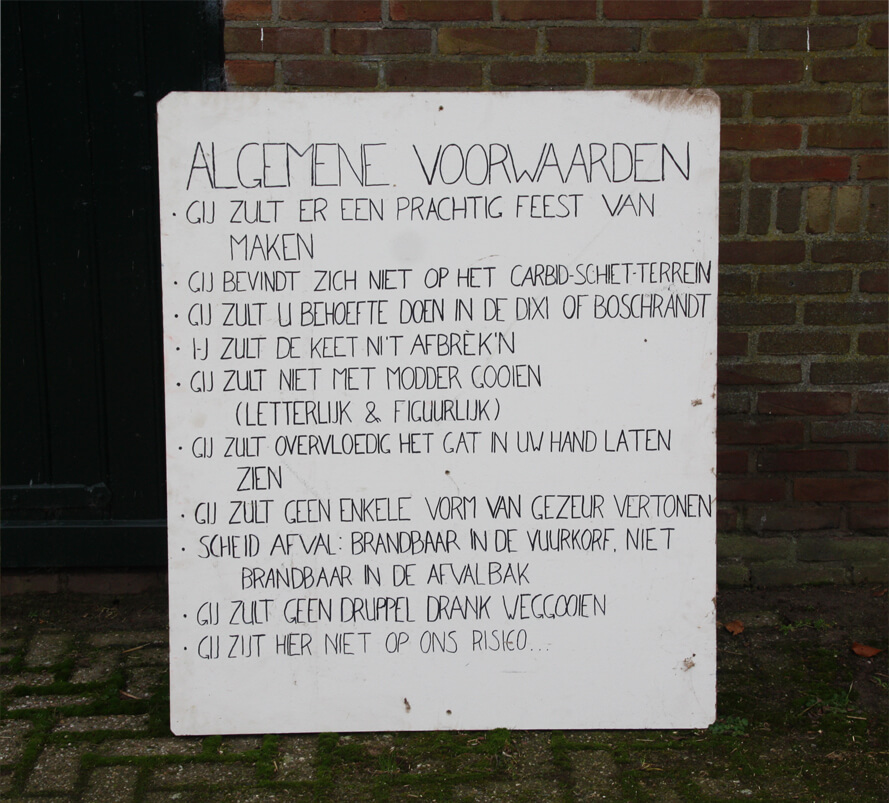 ALGEMENE. VOORWAARDEN
· GIJ ZULT ER EEN PRACHTIG FEEST VAN
MAKEN
· GIJ BEVINDT ZICH NIET OP HET CARBID-SCHIET-TERREIN
· GIJ ZULT U BEHOEFTE DOEN IN DE DIXI OF BOSCHRANDT
· I-J ZULT DE KEET NI'T AFBRÈK'N
· GIJ ZULT NIET MET MODDER GOOIEN
(LETTERLIJK & FIGUURLIJK)
· GIJ ZULT OVERVLOEDIG HET GAT IN UW HAND LATEN
ZIEN
· GIJ ZULT GEEN ENKELE VORM VAN GEZEUR VERTONEN
· SCHEID AFVAL: BRANDBAAR IN DE VUURKORF, NIET
BRANDBAAR IN DE AFVALBAK
· GIJ ZULT GEEN DRUPPEL DRANK WEGGOOIEN
· GIJ ZIJT HIER NIET OP ONS RISICO...